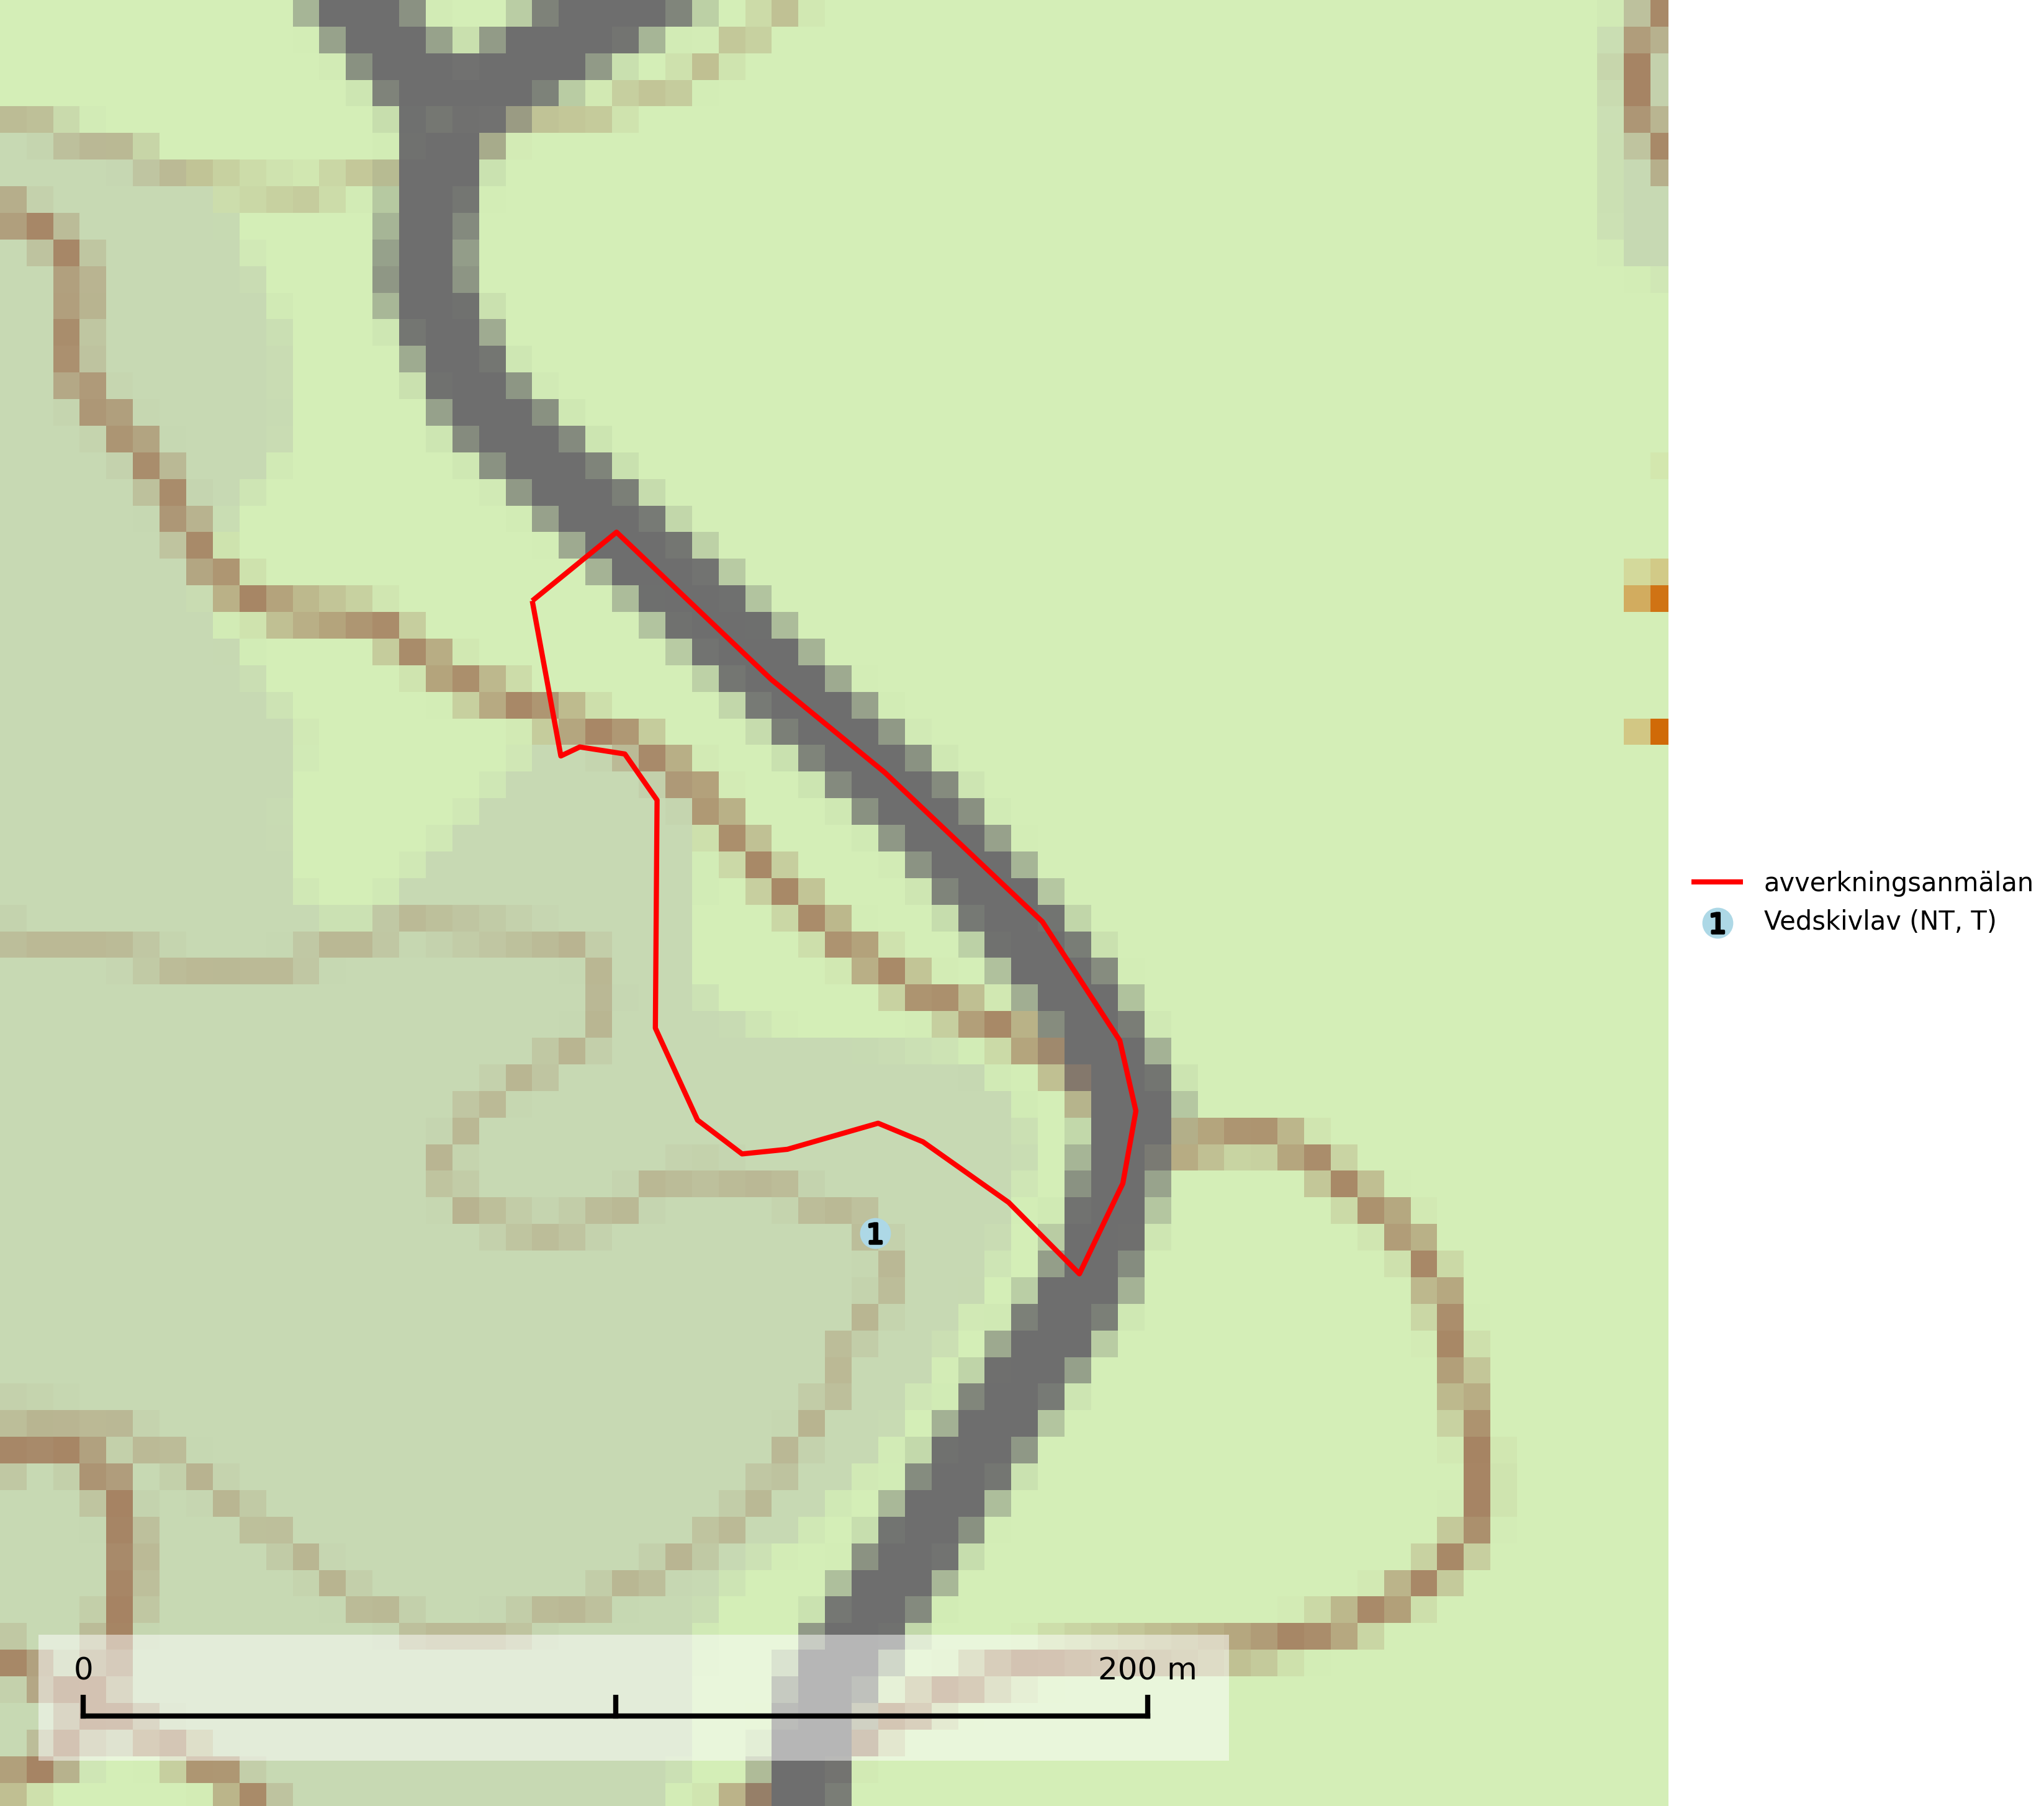 avverkningsanmälan
1 Vedskivlav (NT, T)
1
0 200 m